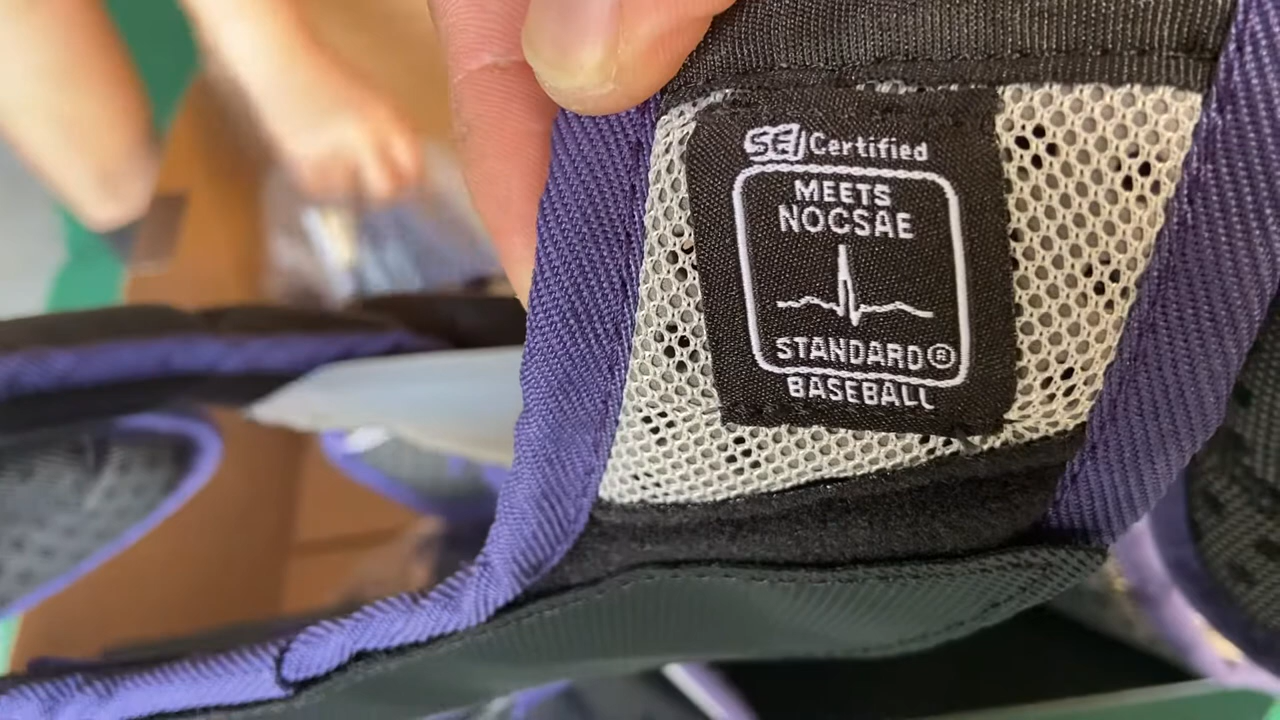 SEI Certified
MEETS
NOCSAE
STANDARD®
BASEBALL